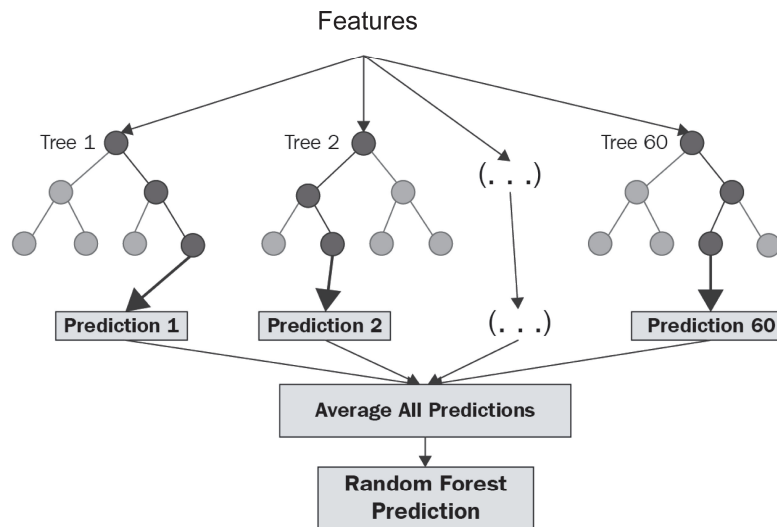 Features
Tree 1
Tree 2
Tree 60
(. . .)
Prediction 1
Prediction 2
(. . .)
Prediction 60
Average All Predictions
Random Forest
Prediction